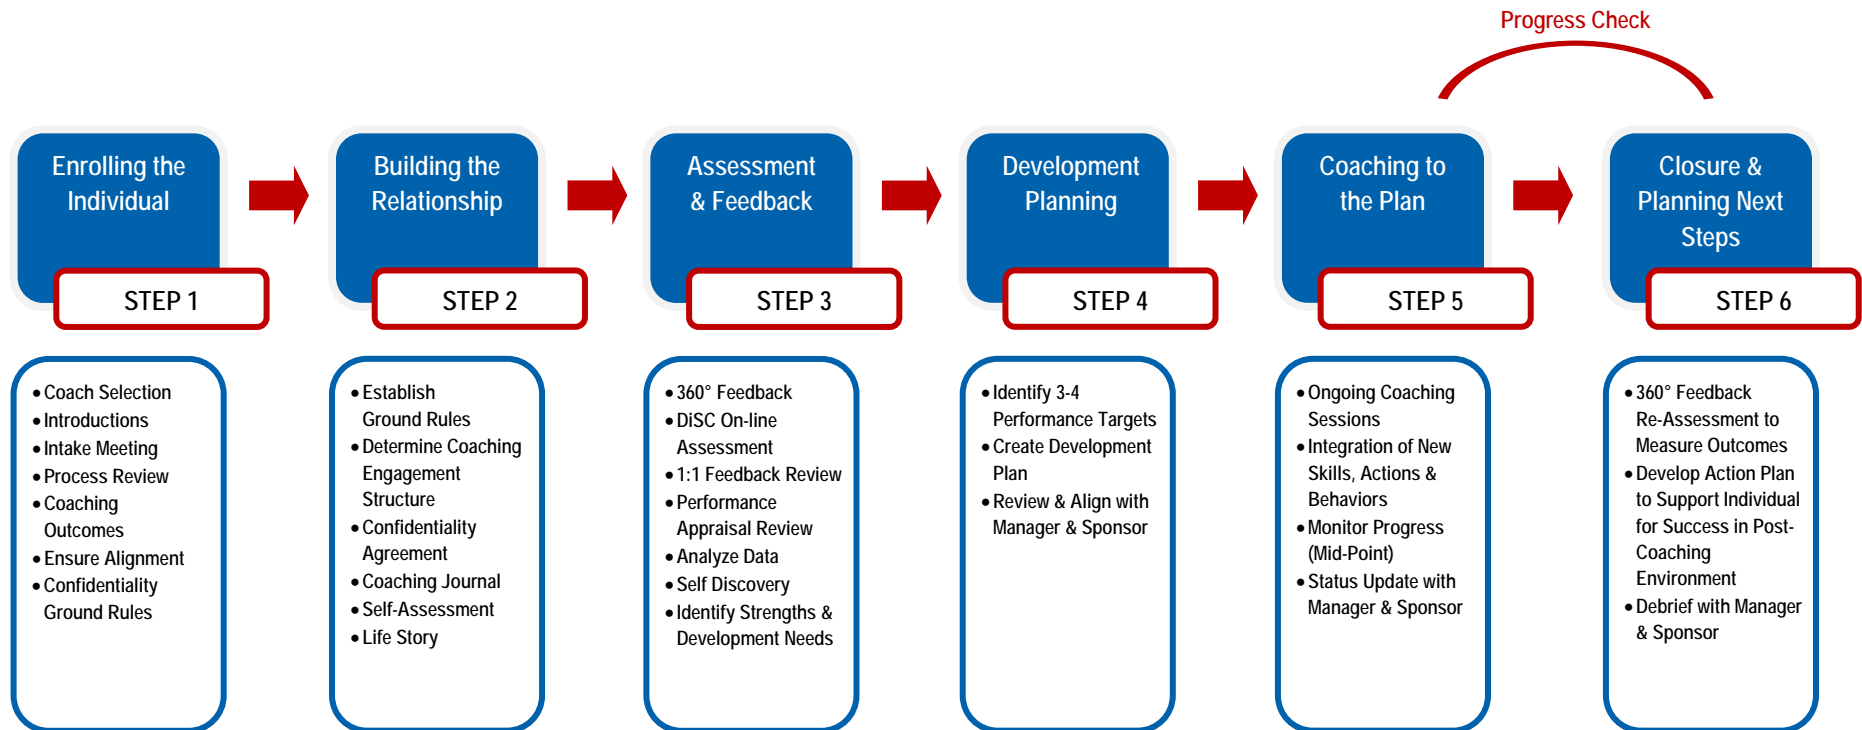 Progress Check
Enrolling the
Individual
STEP 1
Building the
Relationship
STEP 2
Assessment
& Feedback
STEP 3
Development
Planning
STEP 4
Coaching to
the Plan
STEP 5
Closure &
Planning Next
Steps
STEP 6
• Coach Selection
• Introductions
• Intake Meeting
• Process Review
• Coaching
Outcomes
• Ensure Alignment
• Confidentiality
Ground Rules
• Establish
Ground Rules
• Determine Coaching
Engagement
Structure
• Confidentiality
Agreement
• Coaching Journal
• Self-Assessment
• Life Story
• 360° Feedback
• DiSC On-line
Assessment
• 1:1 Feedback Review
• Performance
Appraisal Review
• Analyze Data
• Self Discovery
• Identify Strengths &
Development Needs
• Identify 3-4
Performance Targets
• Create Development
Plan
• Review & Align with
Manager & Sponsor
• Ongoing Coaching
Sessions
• Integration of New
Skills, Actions &
Behaviors
• Monitor Progress
(Mid-Point)
• Status Update with
Manager & Sponsor
• 360° Feedback
Re-Assessment to
Measure Outcomes
• Develop Action Plan
to Support Individual
for Success in Post-
Coaching
Environment
• Debrief with Manager
& Sponsor